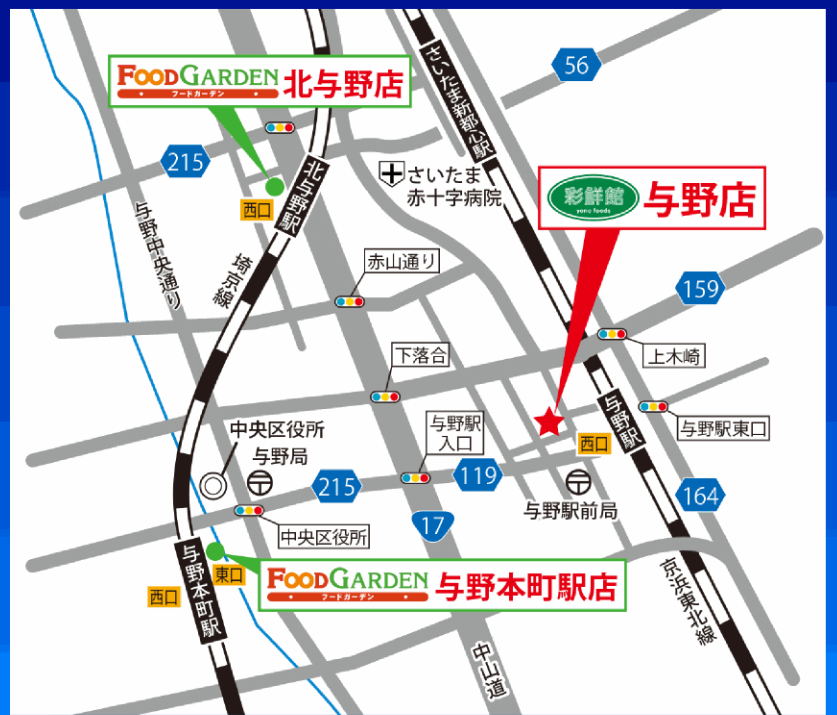 さいたま新都心駅
56
FOODGARDEN
フードガーデン
北与野店
215
北与野駅
西口
さいたま
赤十字病院
彩鮮館
yono foods
与野店
与野中央通り
埼京線
赤山通り
159
下落合
上木崎
与野駅
中央区役所
与野局
与野駅
入口
西口
与野駅東口
215
119
164
17
与野駅前局
中央区役所
与野本町駅
東口
西口
FOODGARDEN
フードガーデン
与野本町駅店
京浜東北線
中山道